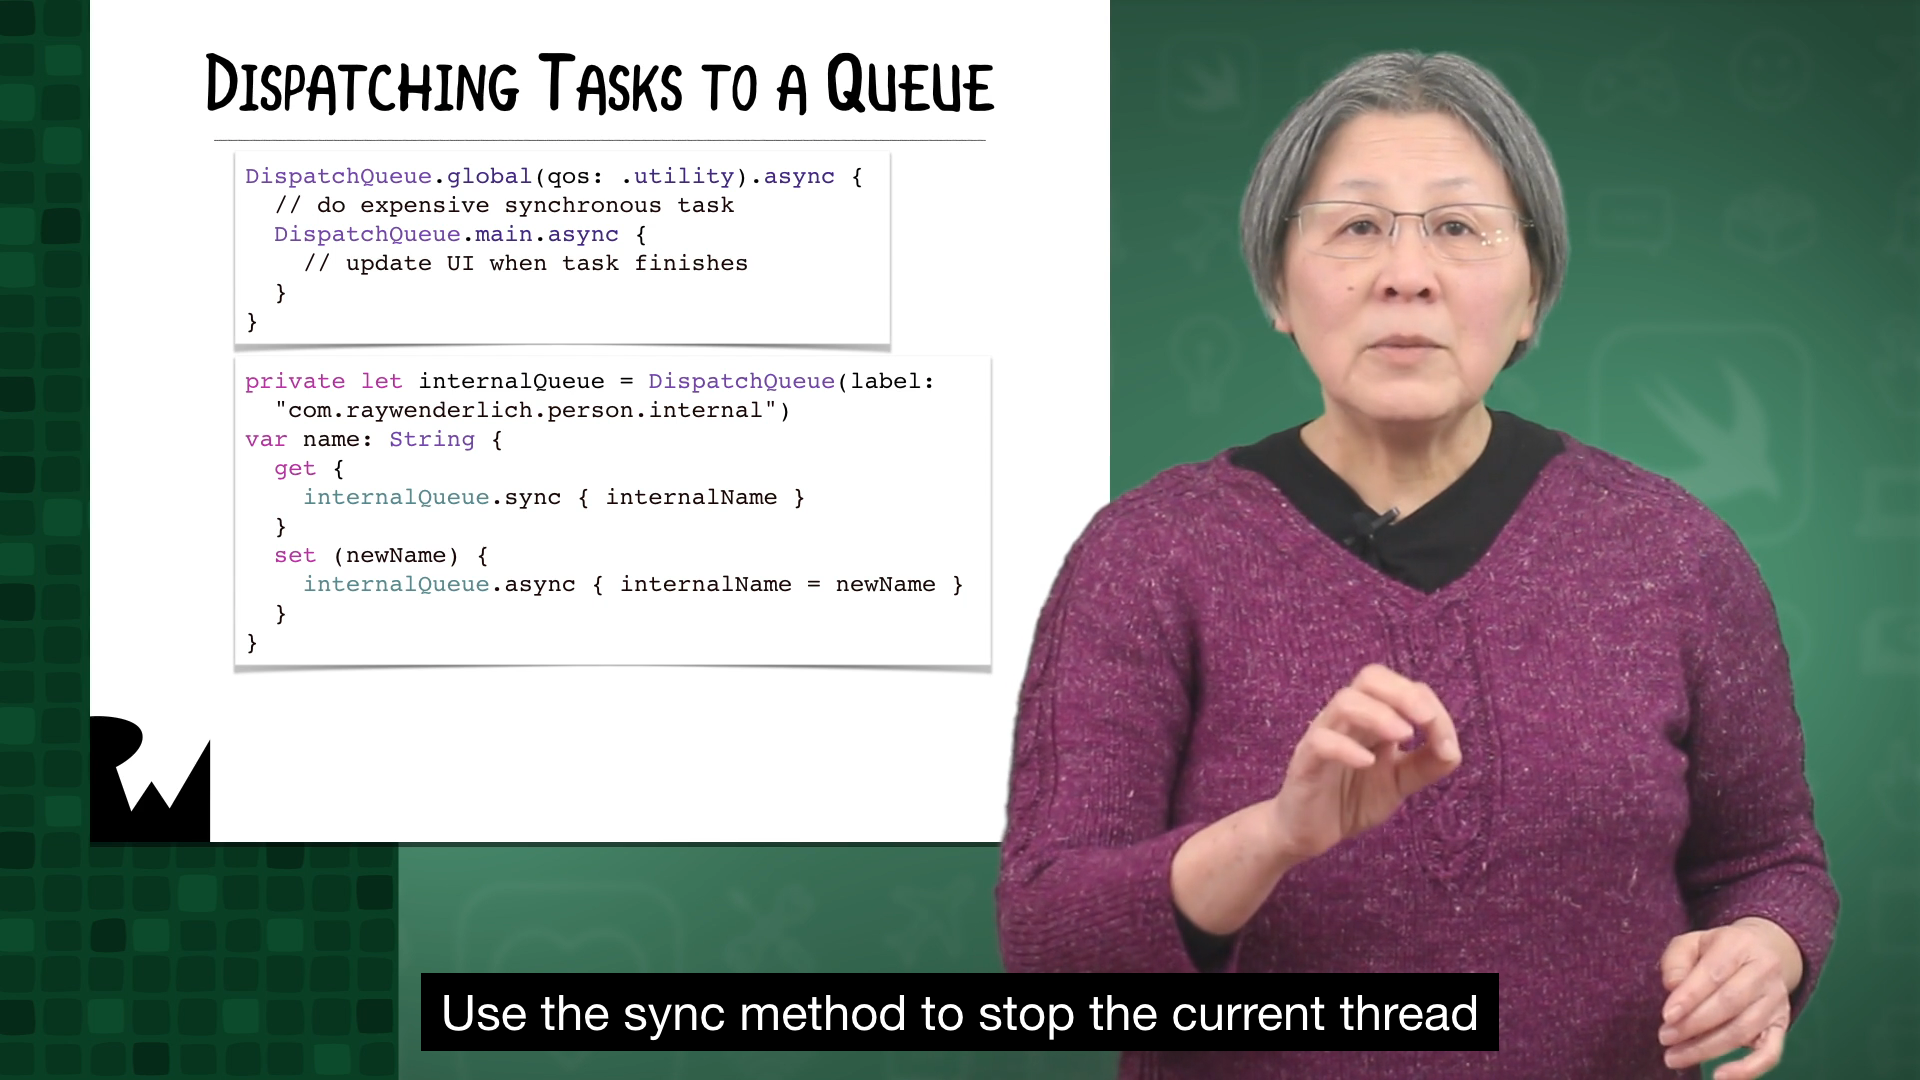 DISPATCHING TASKS TO A QUEUE
DispatchQueue.global(qos: .utility).async {
  // do expensive synchronous task
  DispatchQueue.main.async {
    // update UI when task finishes
  }
}
private let internalQueue = DispatchQueue(label:
  "com.raywenderlich.person.internal")
var name: String {
  get {
    internalQueue.sync { internalName }
  }
  set (newName) {
    internalQueue.async { internalName = newName }
  }
}
RW
Use the sync method to stop the current thread